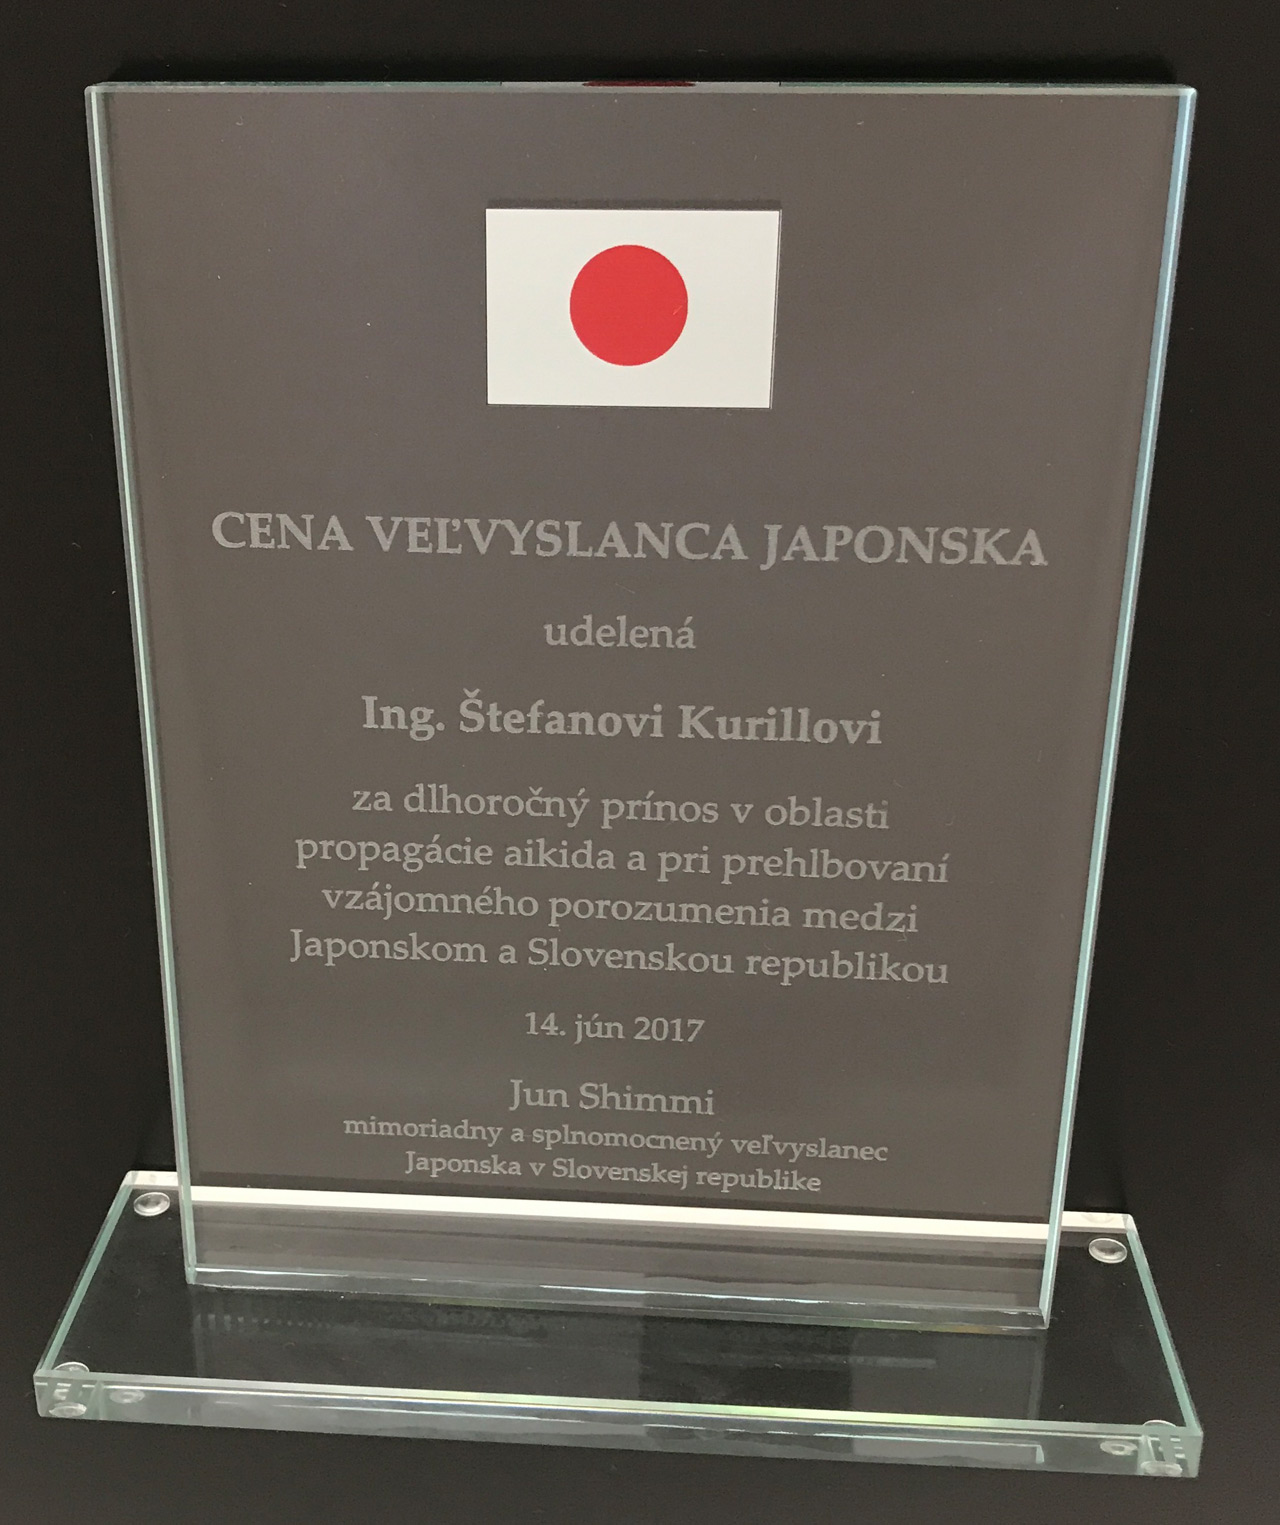 CENA VEĽVYSLANCA JAPONSKA
udelená
Ing. Štefanovi Kurillovi
za dlhoročný prínos v oblasti
propagácie aikida a pri prehlbovaní
vzájomného porozumenia medzi
Japonskom a Slovenskou republikou
14. jún 2017
Jun Shimmi
mimoriadny a splnomocnený veľvyslanec
Japonska v Slovenskej republike